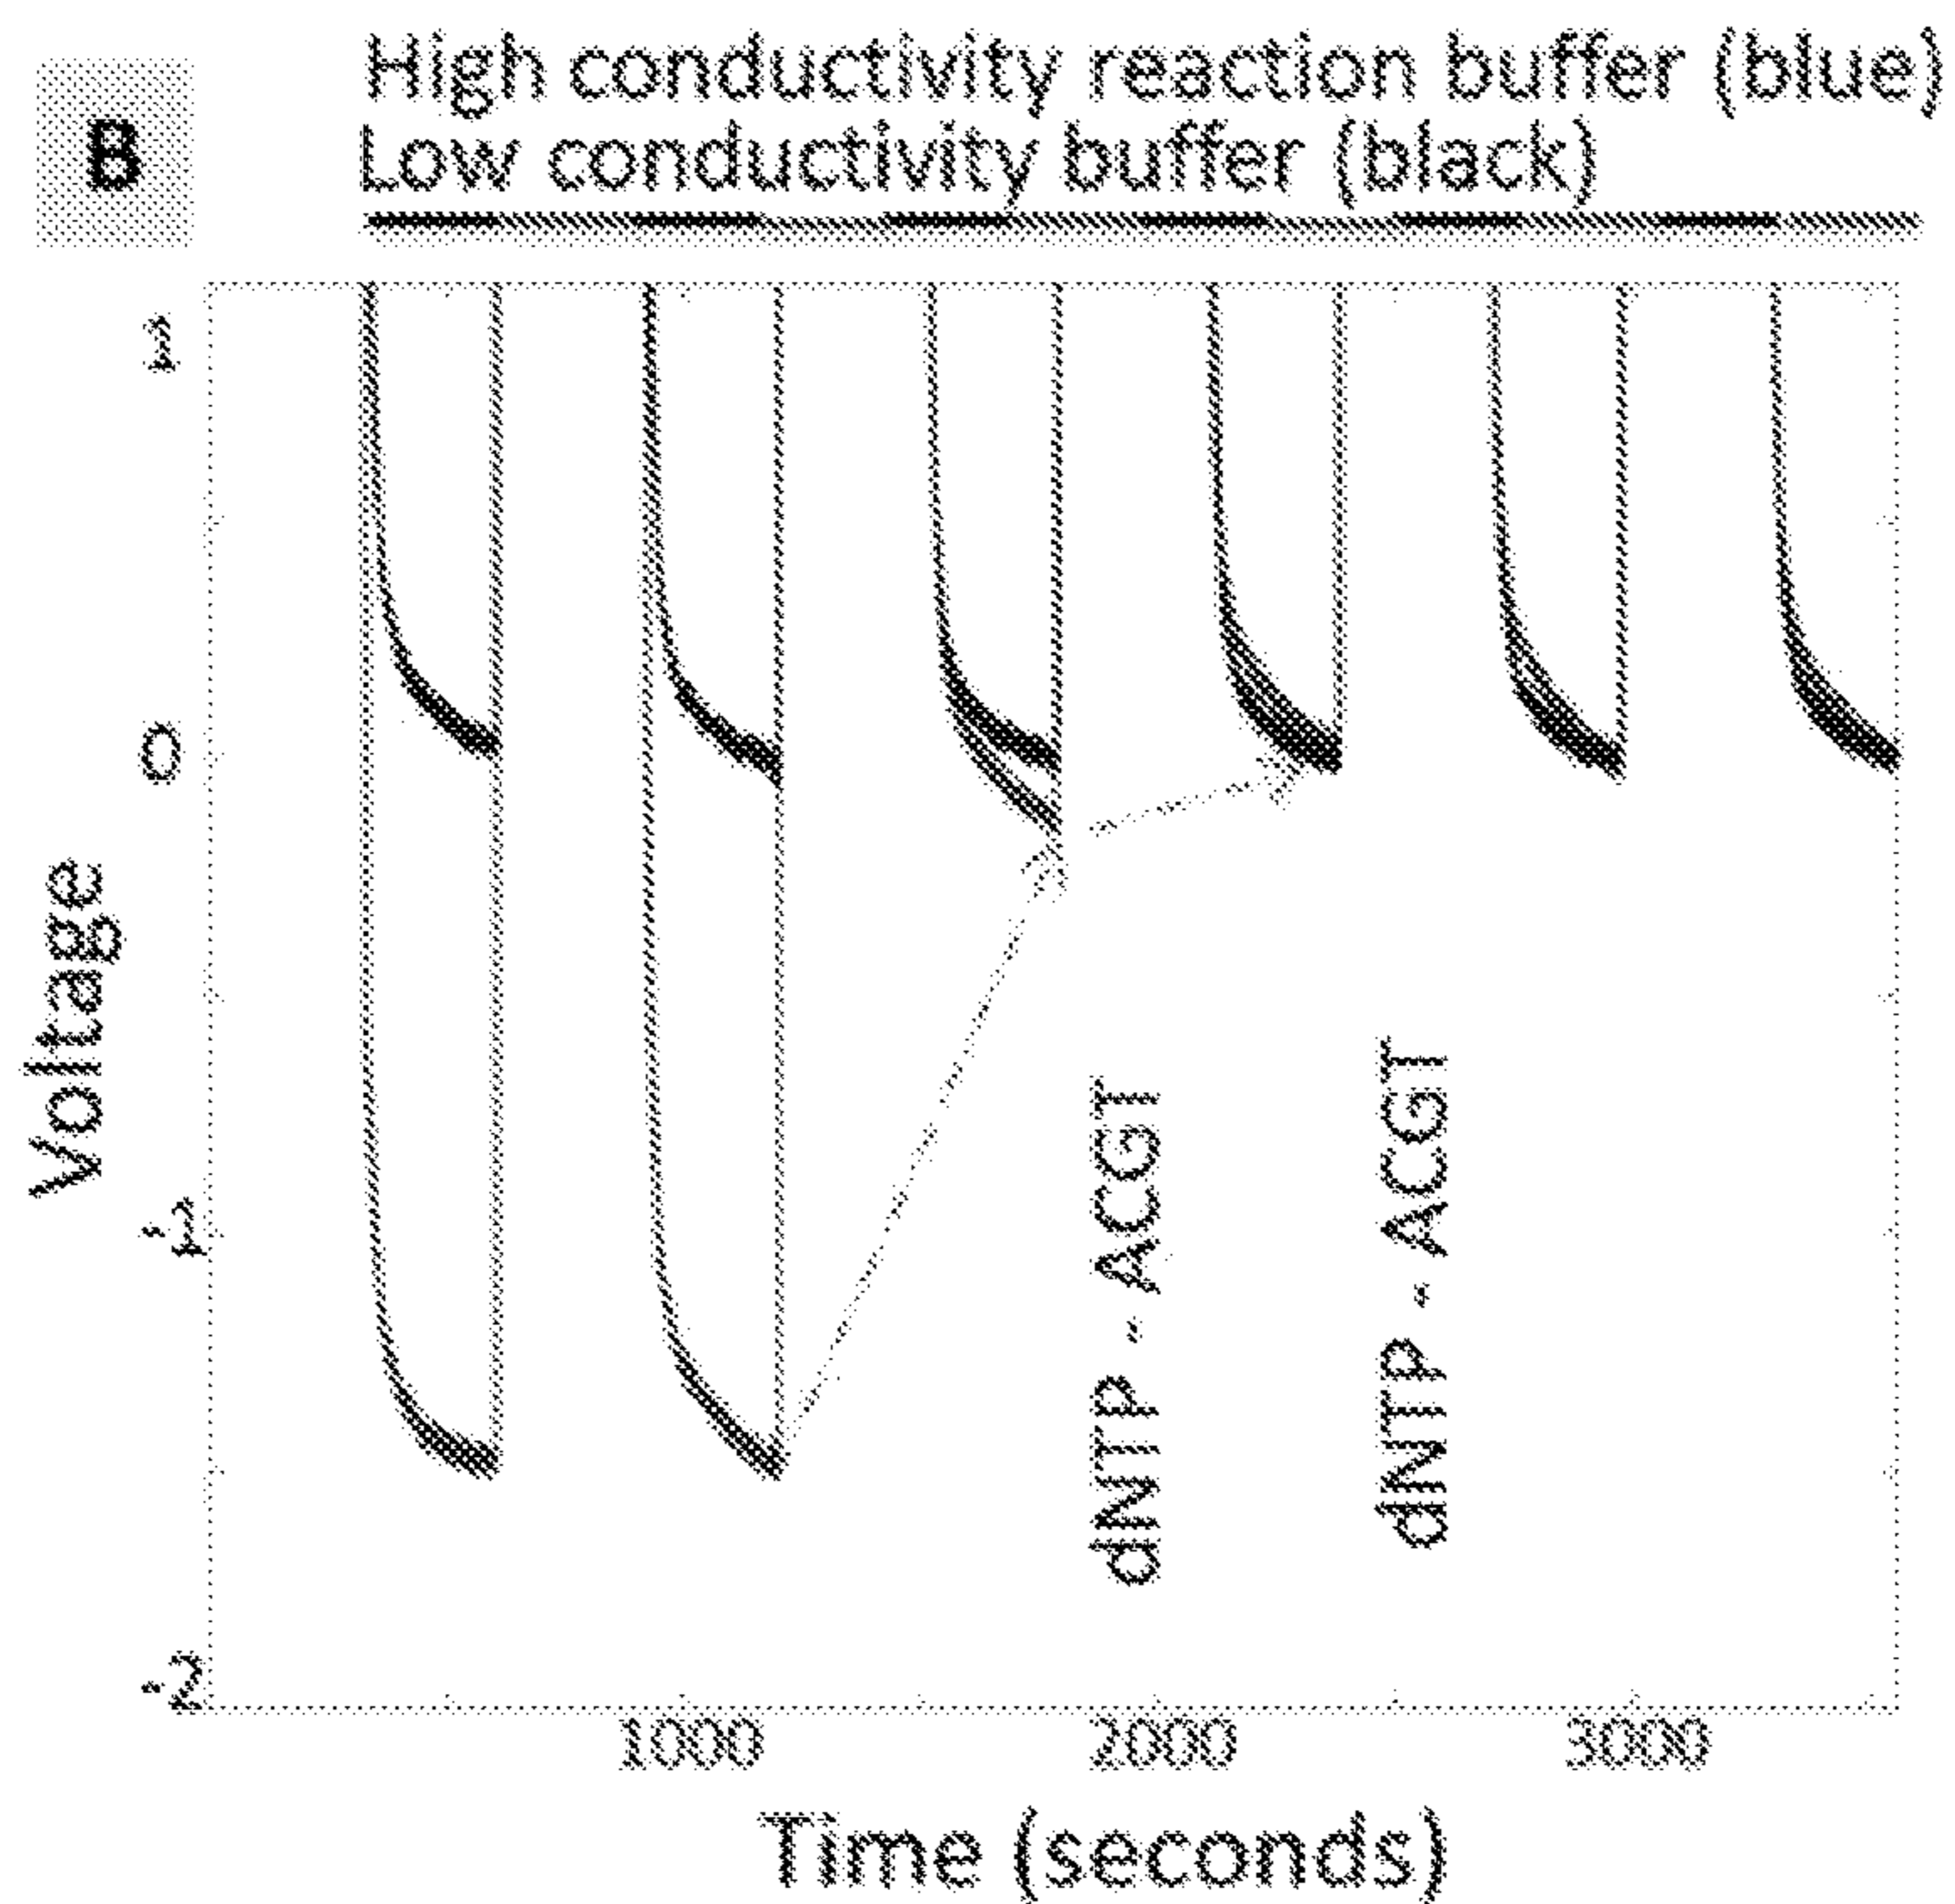 B
High conductivity reaction buffer (blue)
Low conductivity buffer (black)
1
0
-1
-2
Voltage
dNTP - ACGT
dNTP - ACGT
1000
2000
3000
Time (seconds)